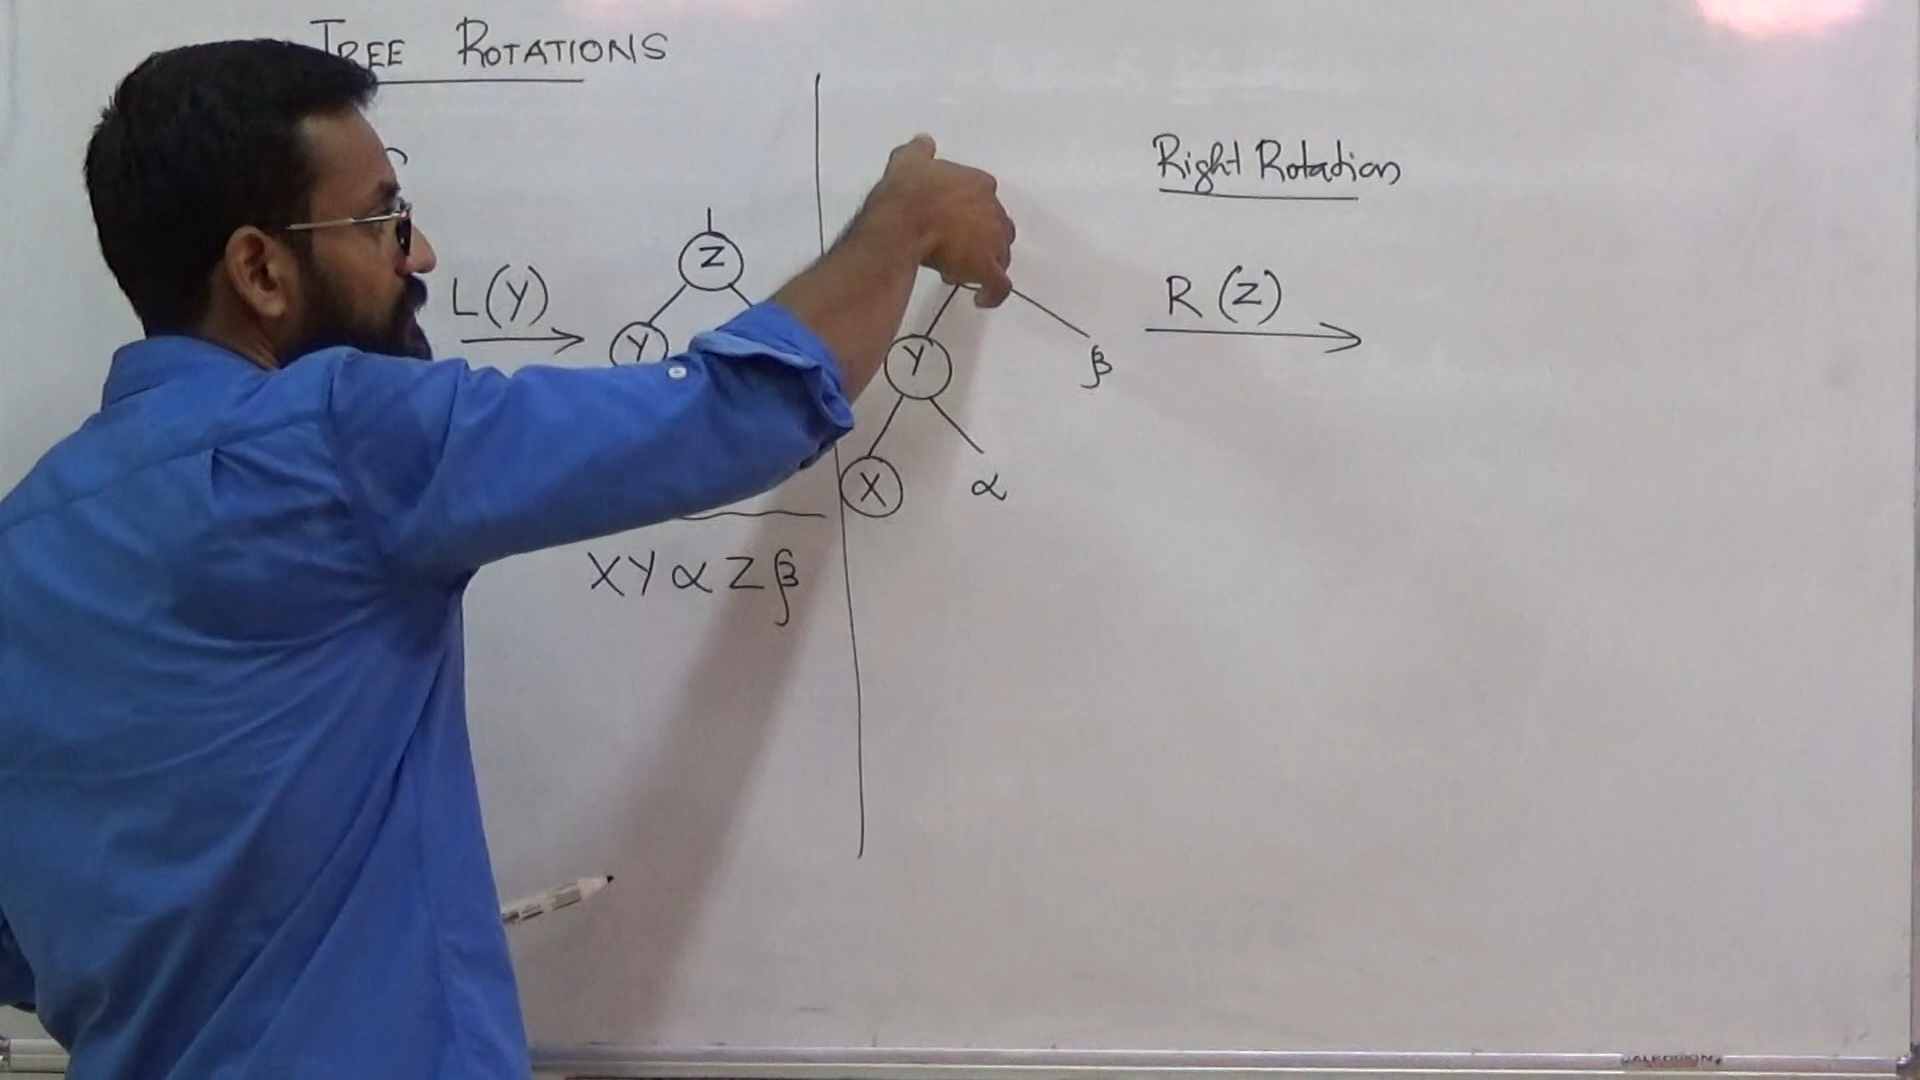 TREE ROTATIONS
Right Rotation
L(Y)
Z
Y
R (Z)
Y
β
X
α
X Y α Z β